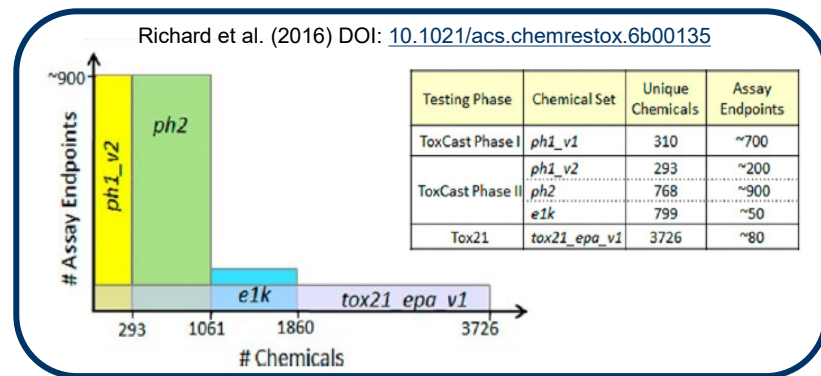 Richard et al. (2016) DOI: 10.1021/acs.chemrestox.6b00135
~900
# Assay Endpoints
ph1_v2
ph2
e1k
tox21_epa_v1
293
1061
1860
3726
# Chemicals
Testing Phase Chemical Set Unique Chemicals Assay Endpoints
ToxCast Phase I ph1_v1 310 ~700
ph1_v2 293 ~200
ToxCast Phase II ph2 768 ~900
e1k 799 ~50
Tox21 tox21_epa_v1 3726 ~80